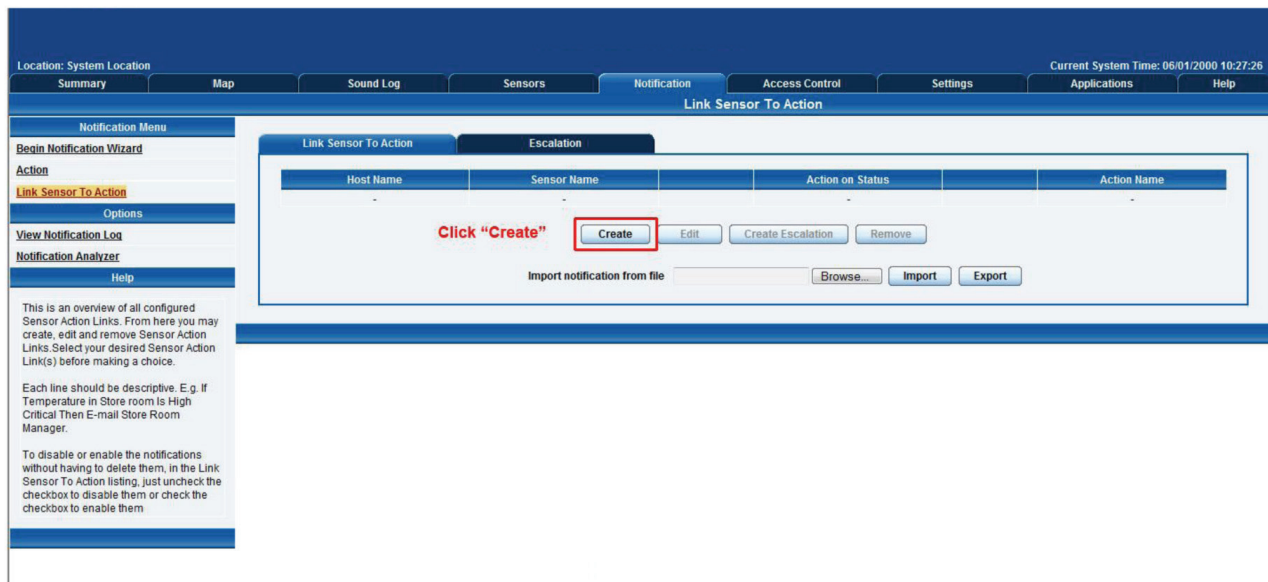 Location: System Location
Current System Time: 06/01/2000 10:27:26
Summary Map Sound Log Sensors Notification Access Control Settings Applications Help
Link Sensor To Action
Notification Menu
Begin Notification Wizard
Action
Link Sensor To Action
Options
View Notification Log
Notification Analyzer
Help
This is an overview of all configured
Sensor Action Links. From here you may
create, edit and remove Sensor Action
Links.Select your desired Sensor Action
Link(s) before making a choice.
Each line should be descriptive. E.g. If
Temperature in Store room Is High
Critical Then E-mail Store Room
Manager.
To disable or enable the notifications
without having to delete them, in the Link
Sensor To Action listing, just uncheck the
checkbox to disable them or check the
checkbox to enable them
Link Sensor To Action Escalation
Host Name Sensor Name Action on Status Action Name
- - - -
Click “Create” Create Edit Create Escalation Remove
Import notification from file Browse... Import Export